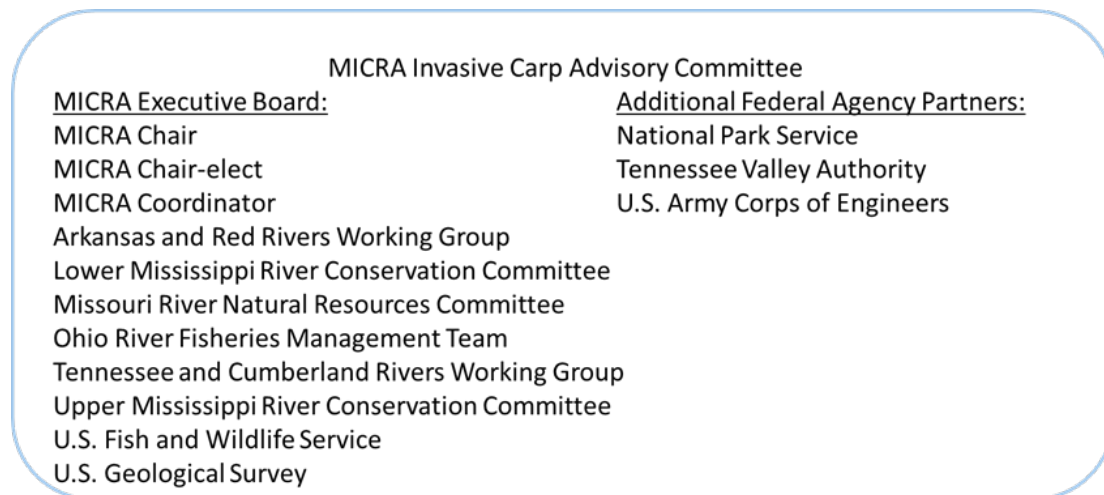 MICRA Invasive Carp Advisory Committee
MICRA Executive Board:
MICRA Chair
MICRA Chair-elect
MICRA Coordinator
Arkansas and Red Rivers Working Group
Lower Mississippi River Conservation Committee
Missouri River Natural Resources Committee
Ohio River Fisheries Management Team
Tennessee and Cumberland Rivers Working Group
Upper Mississippi River Conservation Committee
U.S. Fish and Wildlife Service
U.S. Geological Survey
Additional Federal Agency Partners:
National Park Service
Tennessee Valley Authority
U.S. Army Corps of Engineers